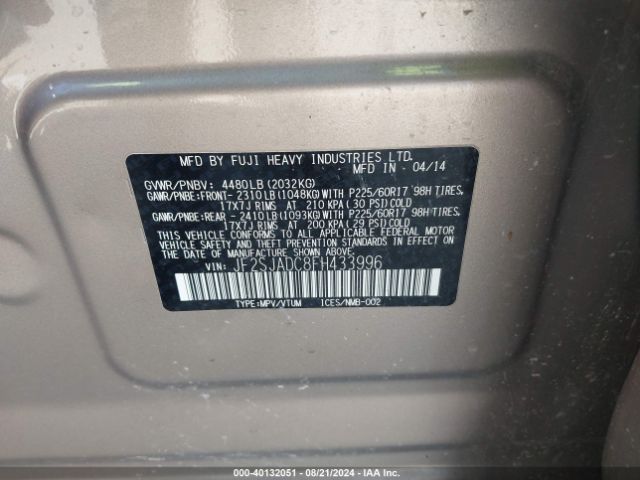 MFD BY FUJI HEAVY INDUSTRIES LTD.
MFD IN 04/14
GVWR/PNBV: 4480LB(2032KG)
GAWR/PNBE:FRONT-2310LB(1048KG)WITH P225/60R17 98H TIRES,
17X7J RIMS AT 210 KPA(30 PSI)COLD
GAWR/PNBE:REAR -2410LB(1093KG)WITH P225/60R17 98H TIRES,
17X7J RIMS AT 200 KPA(29 PSI)COLD
THIS VEHICLE CONFORMS TO ALL APPLICABLE FEDERAL MOTOR
VEHICLE SAFETY AND THEFT PREVENTION STANDARDS IN EFFECT ON
THE DATE OF MANUFACTURE SHOWN ABOVE.
VIN: JF2SJADC8FH433996
TYPE:MPV/VTUM ICES/NMB-002
000-40132051 - 08/21/2024 - IAA Inc.